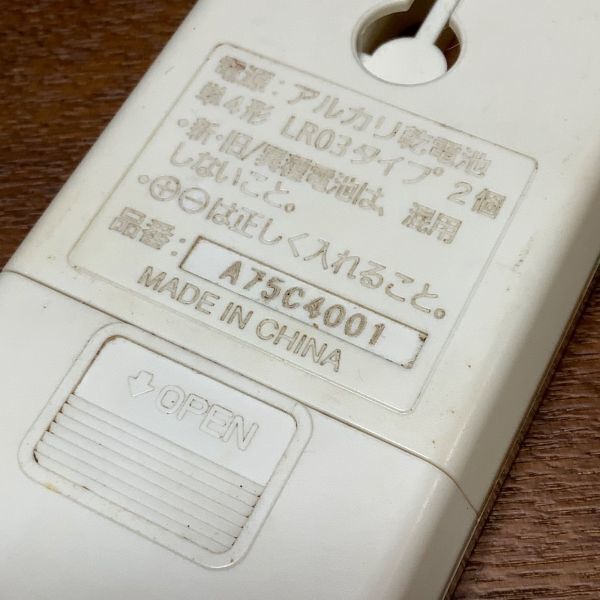 電源：アルカリ乾電池
単4形 LR03タイプ 2個
・新・旧/異種電池は、混用
しないこと。
・⊕⊖は正しく入れること。
品番： A75C4001
MADE IN CHINA
↓OPEN